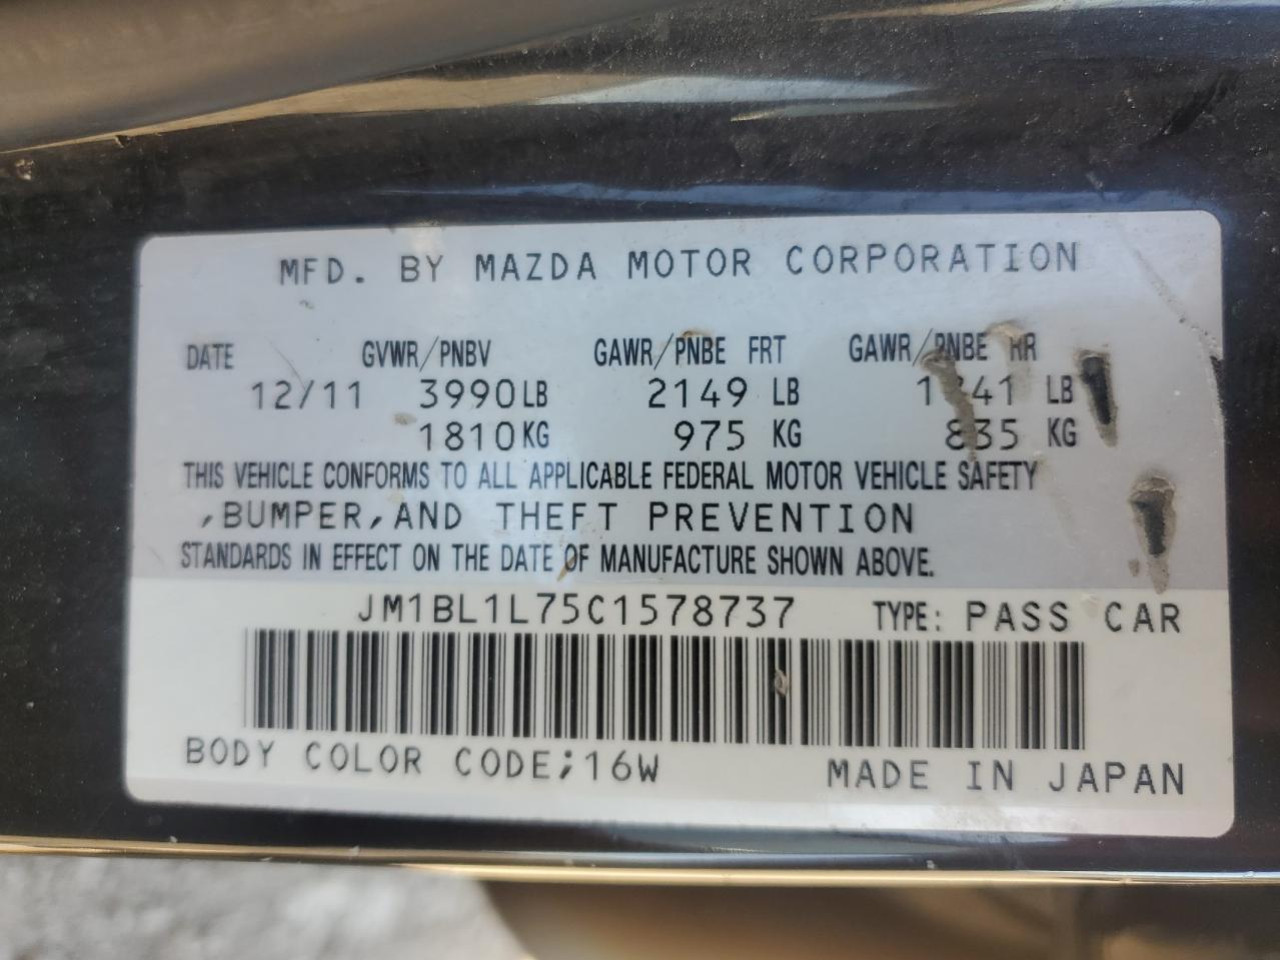 MFD. BY MAZDA MOTOR CORPORATION
DATE GVWR/PNBV GAWR/PNBE FRT GAWR/PNBE RR
12/11 3990LB 2149 LB LB
1810KG 975 KG 835 KG
THIS VEHICLE CONFORMS TO ALL APPLICABLE FEDERAL MOTOR VEHICLE SAFETY
,BUMPER,AND THEFT PREVENTION
STANDARDS IN EFFECT ON THE DATE OF MANUFACTURE SHOWN ABOVE.
JM1BL1L75C1578737 TYPE: PASS CAR
BODY COLOR CODE;16W MADE IN JAPAN